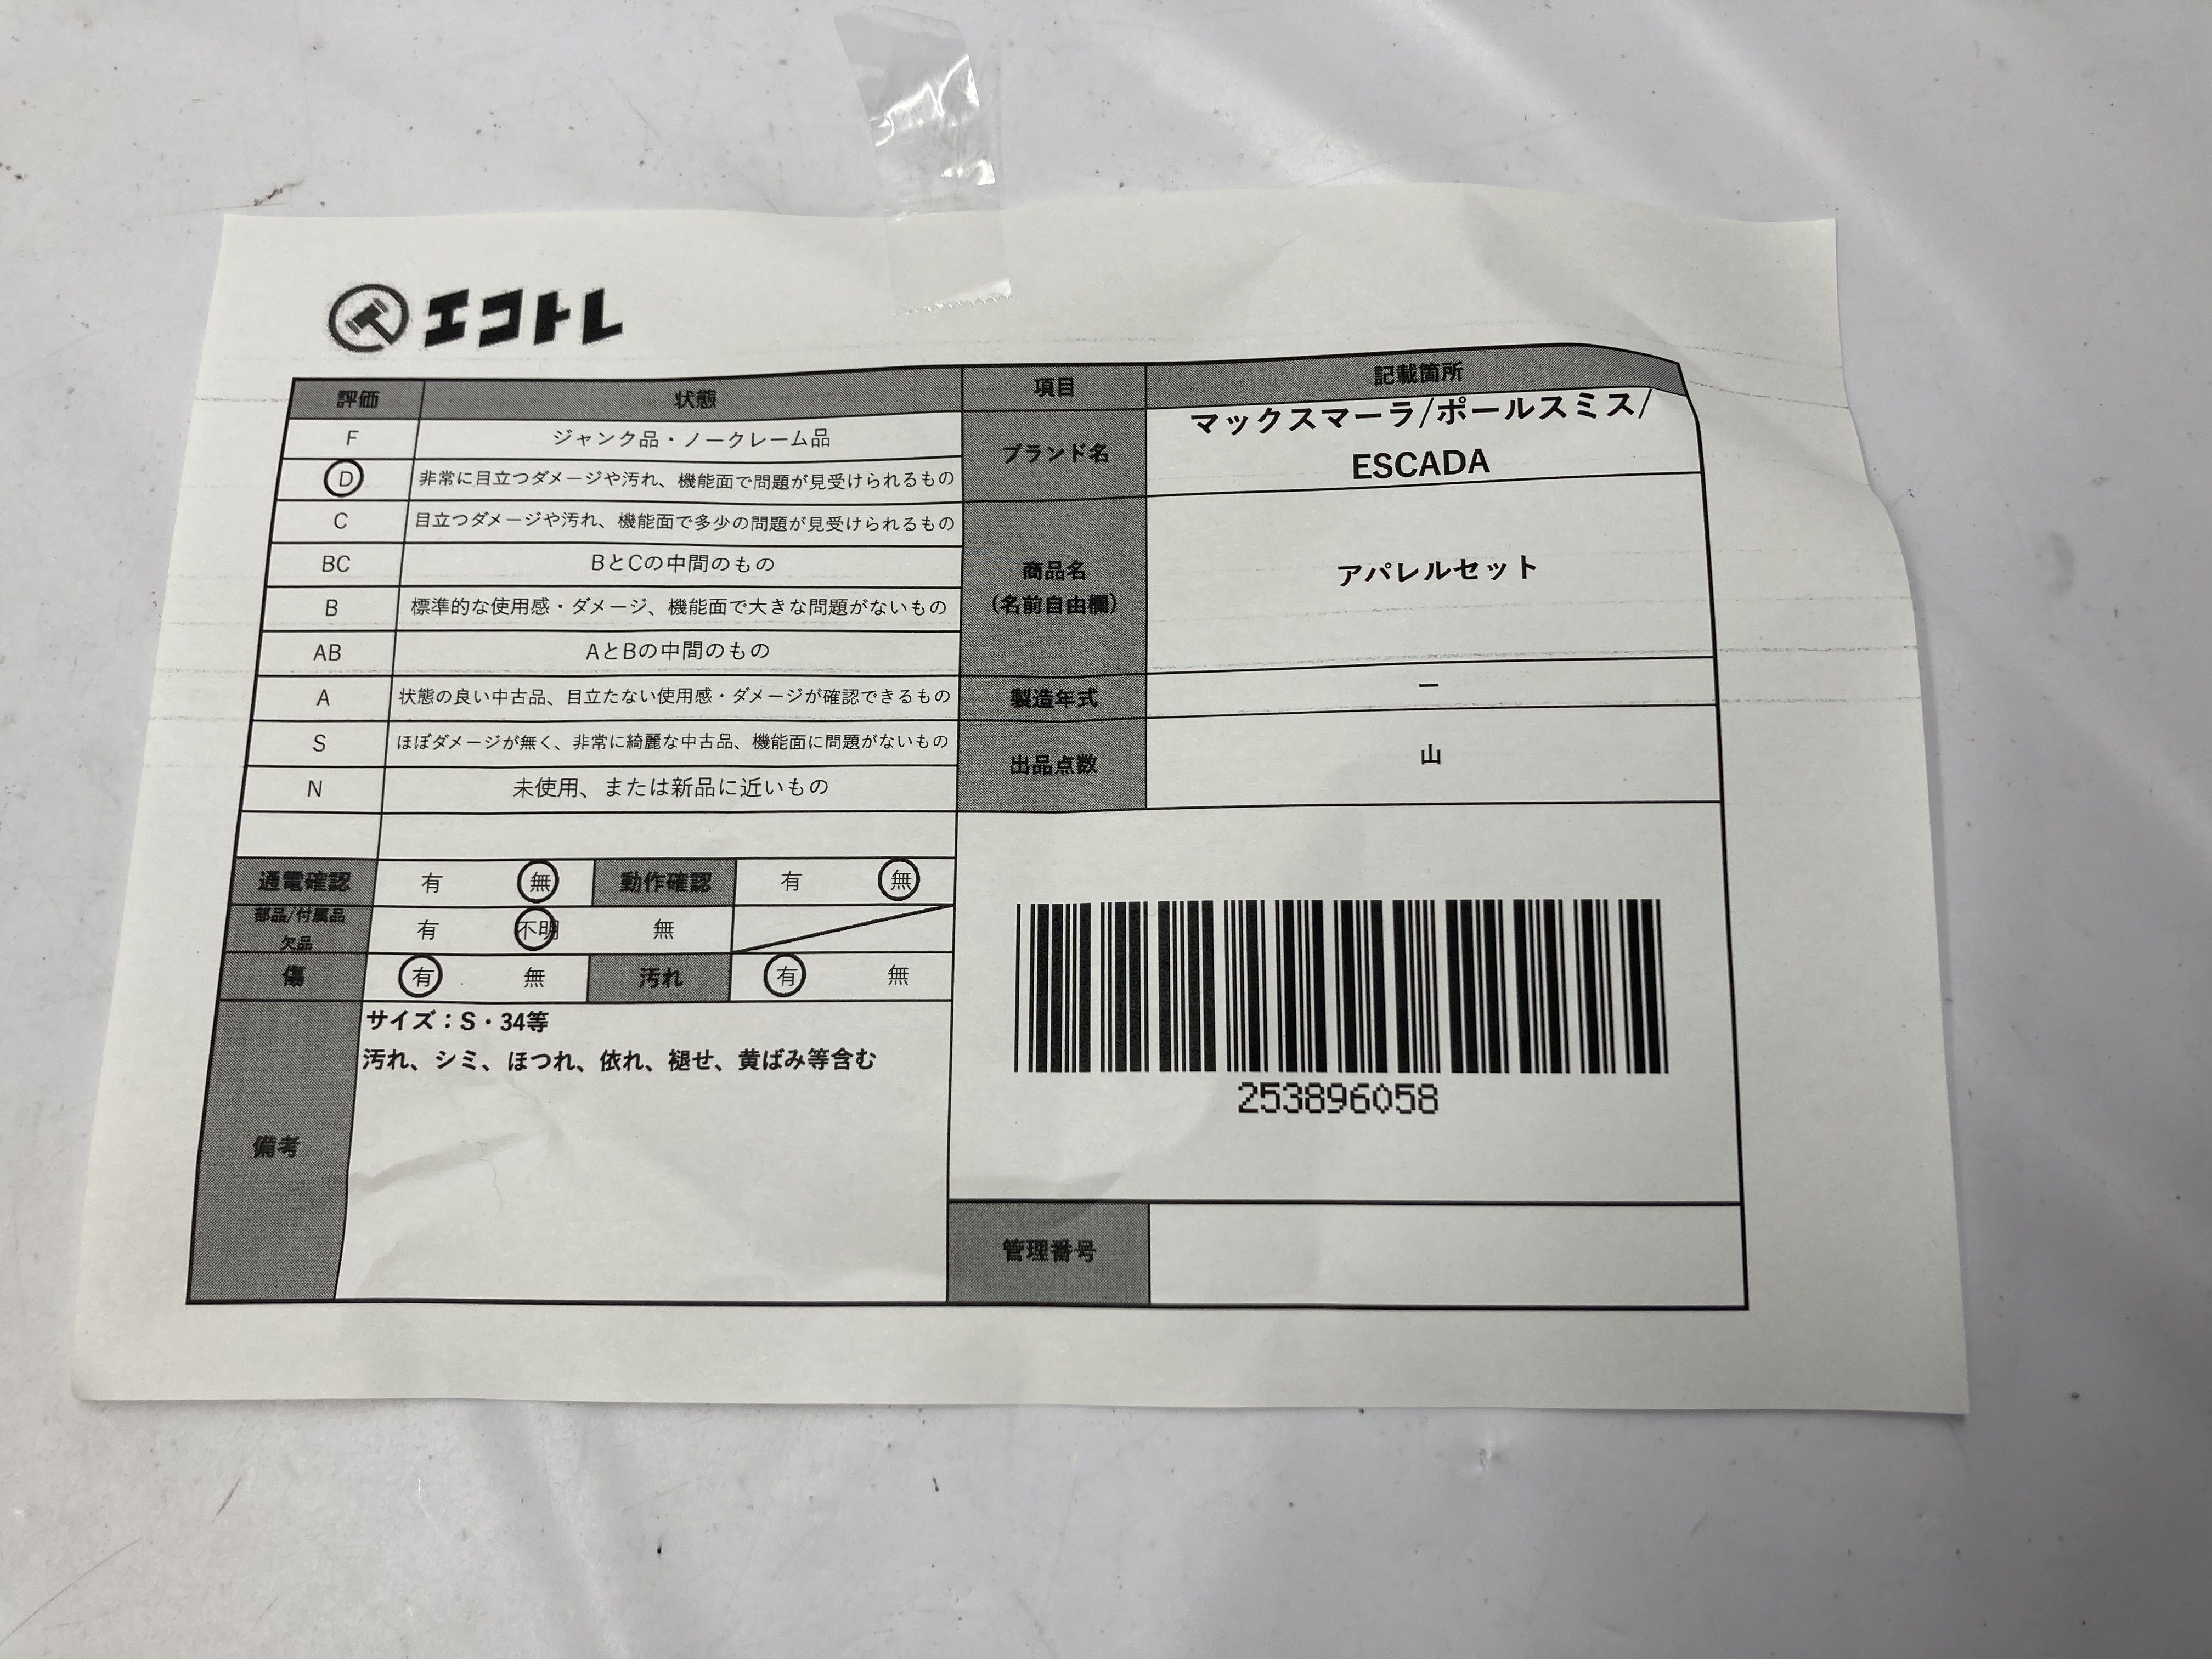 エコトレ
評価 状態
F ジャンク品・ノークレーム品
D 非常に目立つダメージや汚れ、機能面で問題が見受けられるもの
C 目立つダメージや汚れ、機能面で多少の問題が見受けられるもの
BC BとCの中間のもの
B 標準的な使用感・ダメージ、機能面で大きな問題がないもの
AB AとBの中間のもの
A 状態の良い中古品、目立たない使用感・ダメージが確認できるもの
S ほぼダメージが無く、非常に綺麗な中古品、機能面に問題がないもの
N 未使用、または新品に近いもの
通電確認 有 無 動作確認 有 無
部品/付属品
欠品
有 不明 無
傷 有 無 汚れ 有 無
備考
サイズ：S・34等
汚れ、シミ、ほつれ、依れ、褪せ、黄ばみ等含む
項目 記載箇所
ブランド名
マックスマーラ/ポールスミス/
ESCADA
商品名
（名前自由欄）
アパレルセット
製造年式 ー
出品点数 山
253896058
管理番号